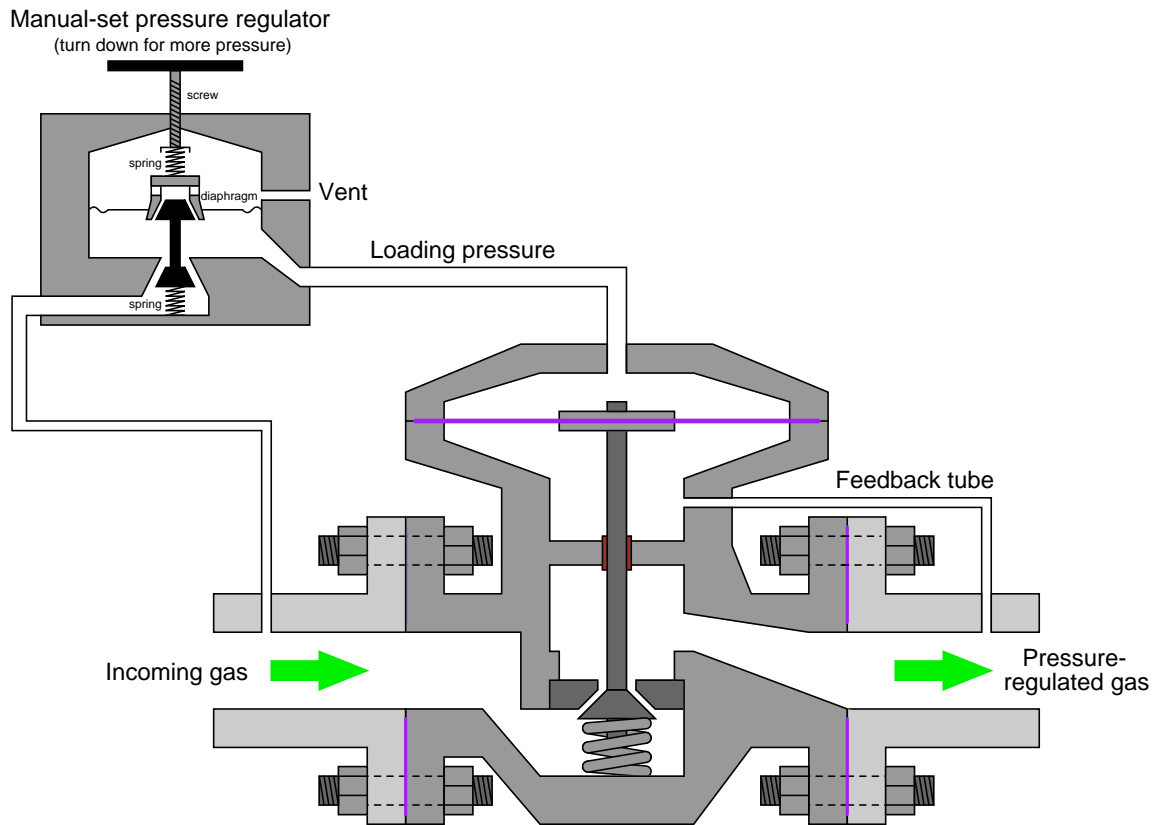 Manual-set pressure regulator
(turn down for more pressure)
screw
spring
diaphragm
Vent
Loading pressure
spring
Feedback tube
Incoming gas
Pressure-
regulated gas